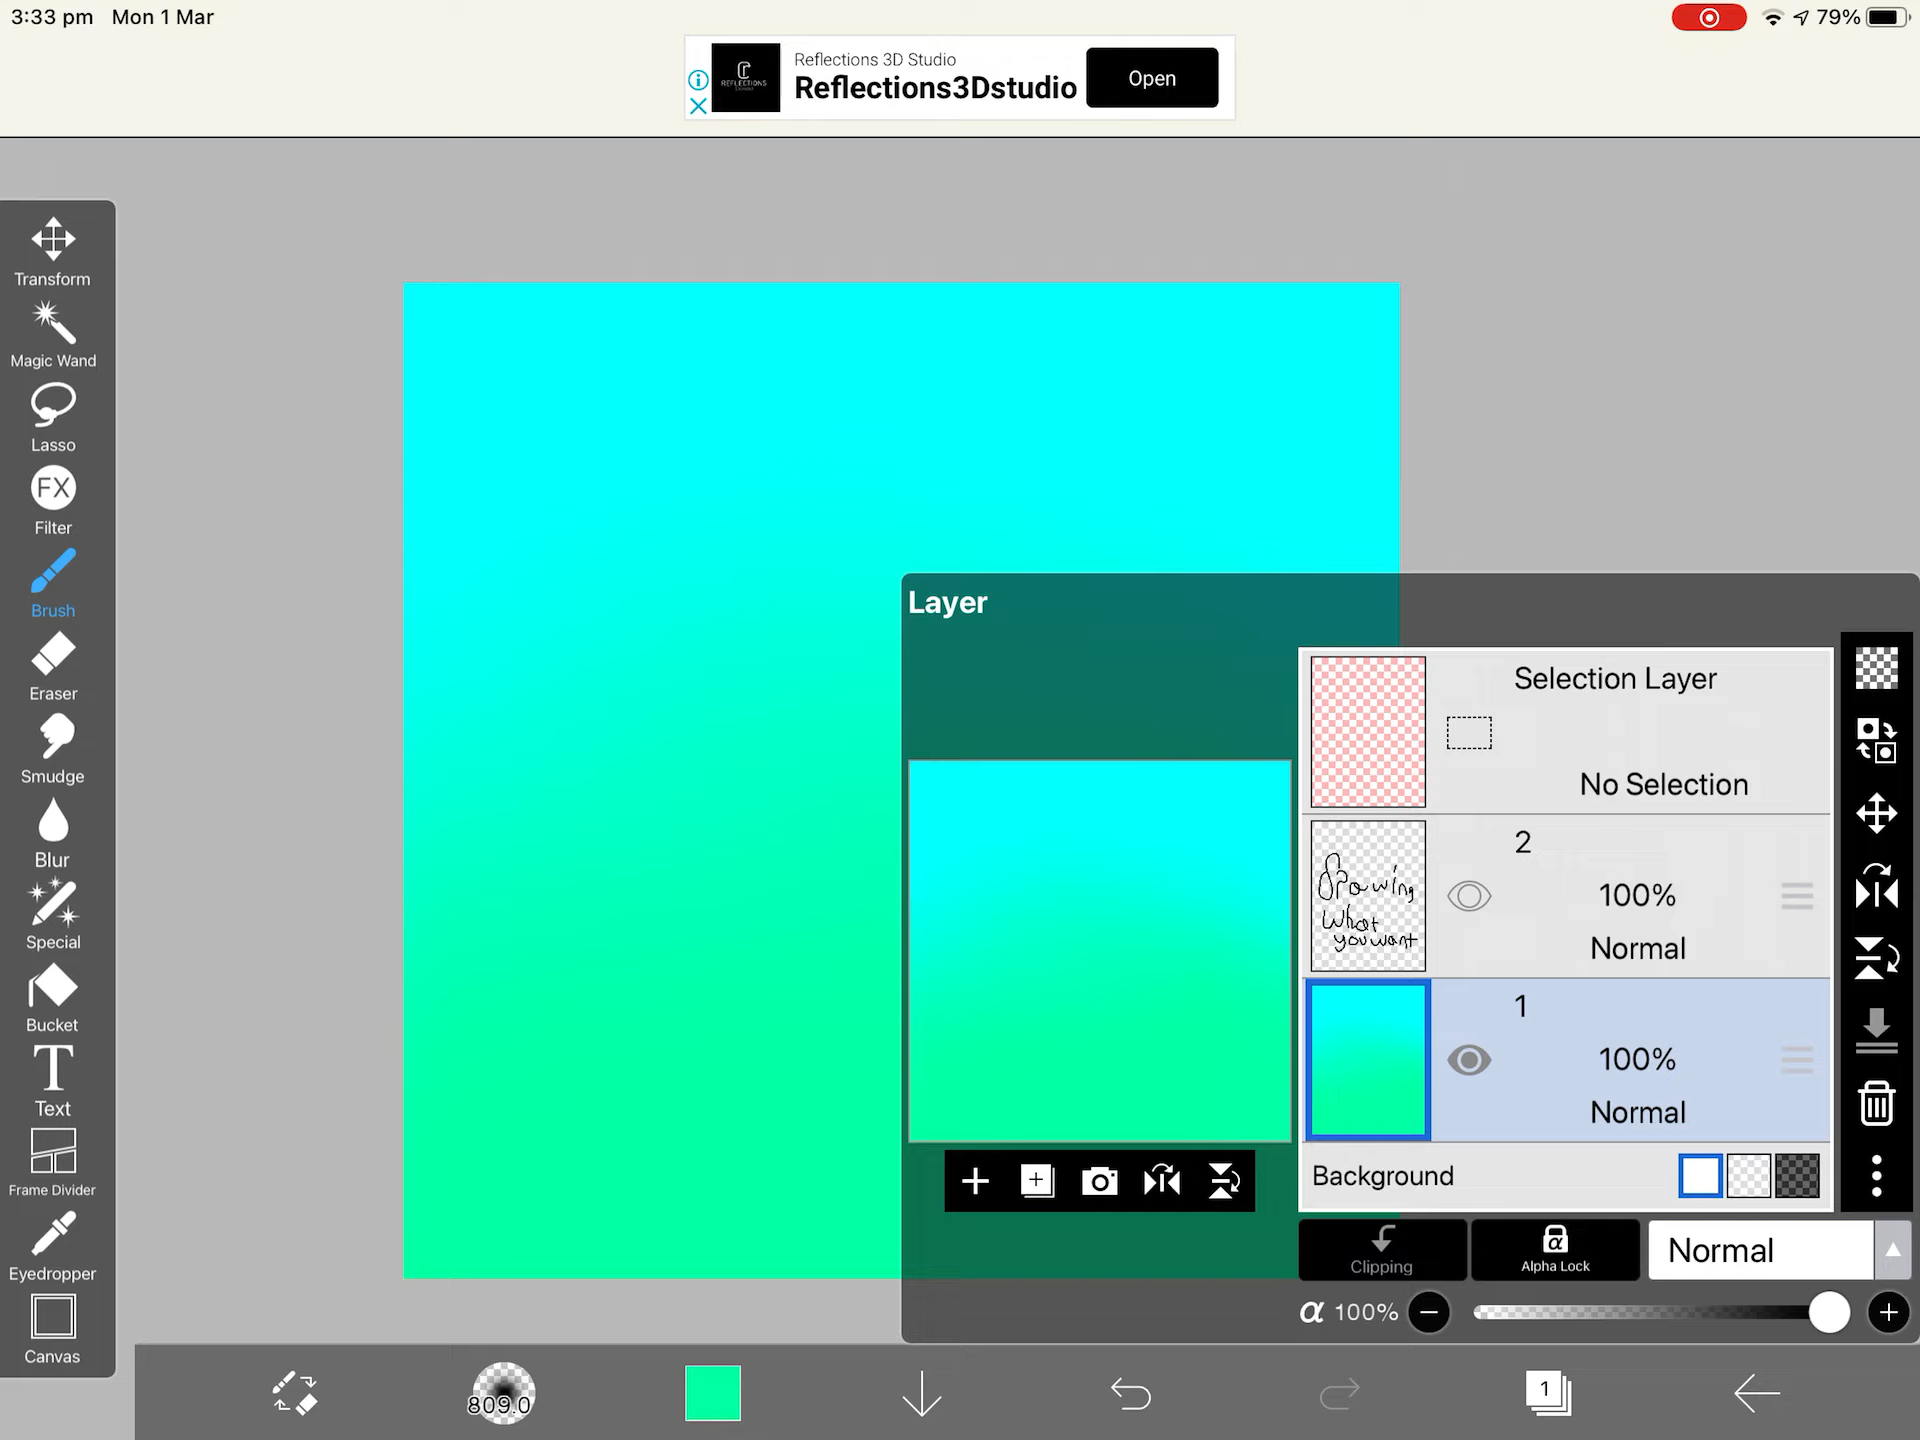 3:33 pm Mon 1 Mar
79%
Reflections 3D Studio
Reflections3Dstudio
Open
REFLECTIONS
Transform
Magic Wand
Lasso
FX
Filter
Brush
Eraser
Smudge
Blur
Special
Bucket
T
Text
Frame Divider
Eyedropper
Canvas
Layer
Selection Layer
No Selection
2
100%
Normal
Drawing
What
you want
1
100%
Normal
Background
Clipping
α
Alpha Lock
Normal
α 100%
809.0
1